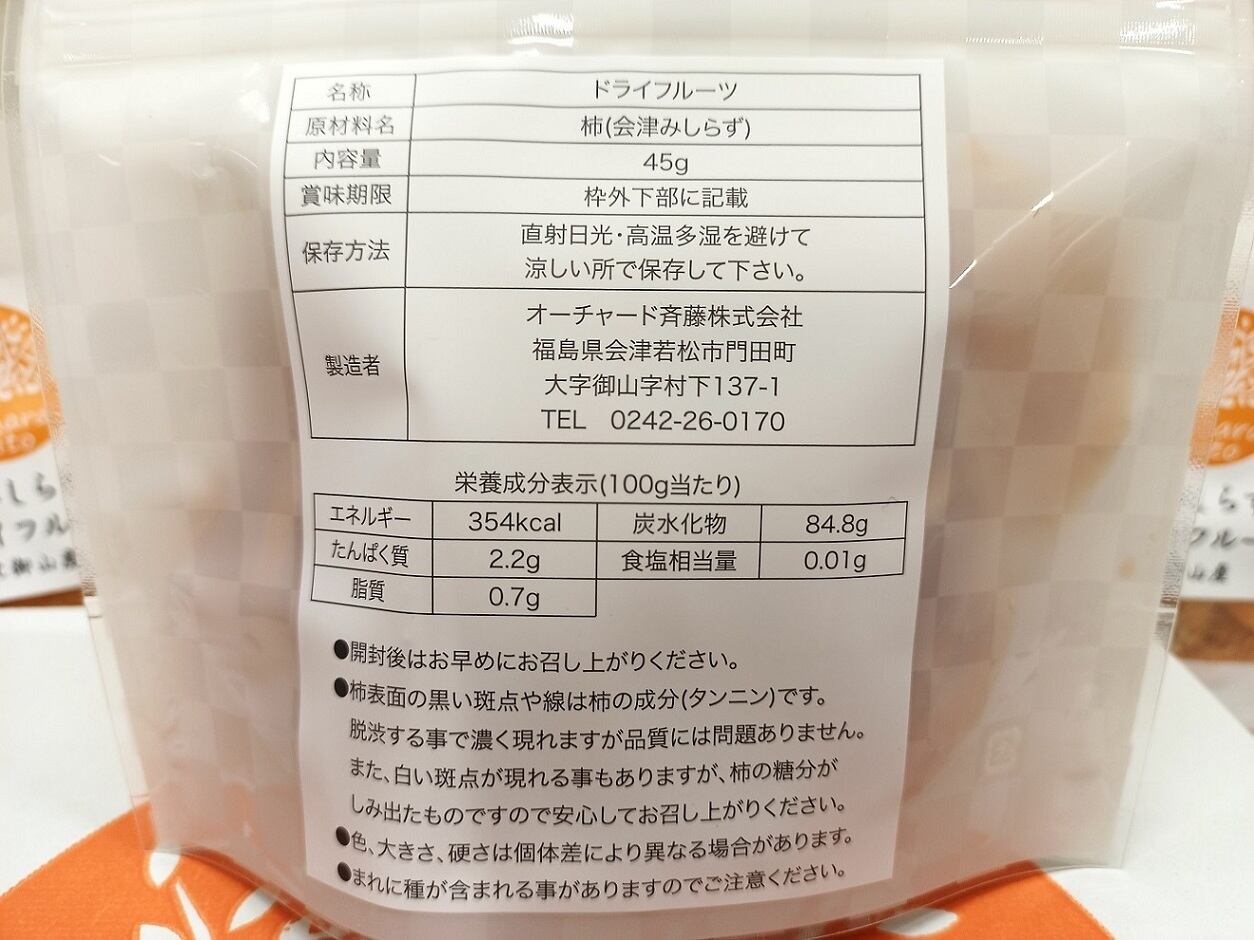 名称 ドライフルーツ
原材料名 柿(会津みしらず)
内容量 45g
賞味期限 枠外下部に記載
保存方法 直射日光・高温多湿を避けて
涼しい所で保存して下さい。
製造者 オーチャード斉藤株式会社
福島県会津若松市門田町
大字御山字村下137-1
TEL 0242-26-0170
栄養成分表示(100g当たり)
エネルギー 354kcal 炭水化物 84.8g
たんぱく質 2.2g 食塩相当量 0.01g
脂質 0.7g
●開封後はお早めにお召し上がりください。
●柿表面の黒い斑点や線は柿の成分(タンニン)です。
脱渋する事で濃く現れますが品質には問題ありません。
また、白い斑点が現れる事もありますが、柿の糖分が
しみ出たものですので安心してお召し上がりください。
●色、大きさ、硬さは個体差により異なる場合があります。
●まれに種が含まれる事がありますのでご注意ください。
しら
フル
御山産
らず
フルー
山産